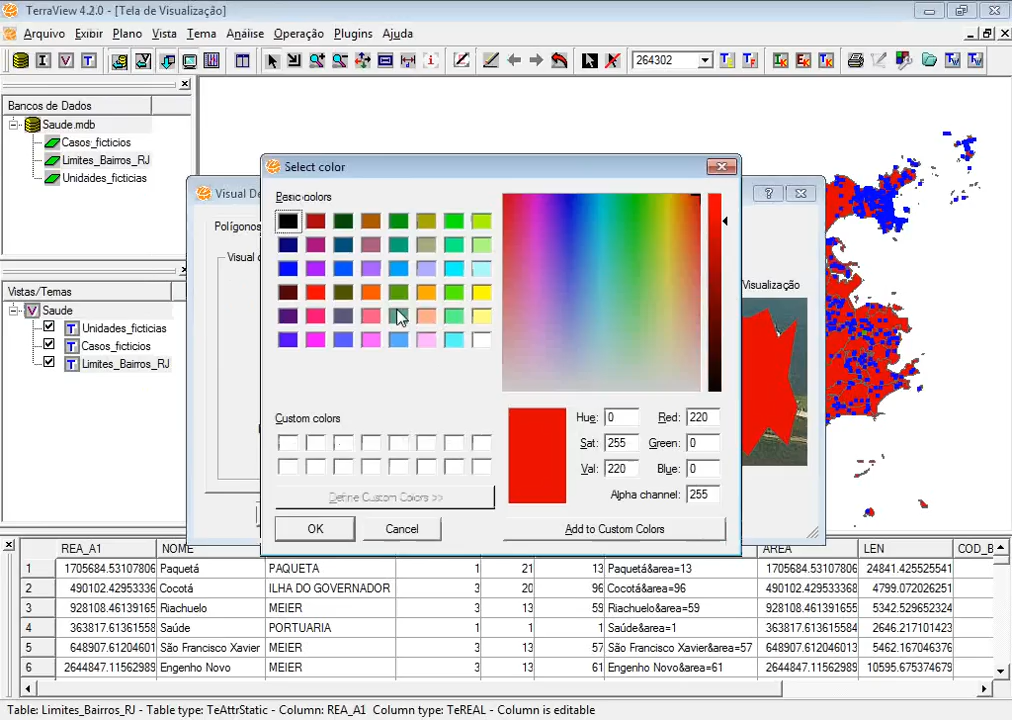 TerraView 4.2.0 - [Tela de Visualização]
Arquivo Exibir Plano Vista Tema Análise Operação Plugins Ajuda
264302
Bancos de Dados
Saude.mdb
Casos_ficticios
Limites_Bairros_RJ
Unidades_ficticias
Vistas/Temas
Saude
Unidades_ficticias
Casos_ficticios
Limites_Bairros_RJ
Visual De
Polígonos
Visual d
Visualização
Select color
Basic colors
Custom colors
Define Custom Colors >>
OK Cancel
Hue: 0 Red: 220
Sat: 255 Green: 0
Val: 220 Blue: 0
Alpha channel: 255
Add to Custom Colors
REA_A1 NOME AREA LEN COD_B
1 1705684.53107806 Paquetá PAQUETA 1 21 13 Paquetá&area=13 1705684.53107806 24841.425525541
2 490102.429533368 Cocotá ILHA DO GOVERNADOR 3 20 96 Cocotá&area=96 490102.42953336 4799.072026251
3 928108.461391655 Riachuelo MEIER 3 13 59 Riachuelo&area=59 928108.46139165 5342.529652324
4 363817.613615584 Saúde PORTUARIA 1 1 1 Saúde&area=1 363817.61361558 2646.217101423
5 648907.612046013 São Francisco Xavier MEIER 3 13 57 São Francisco Xavier&area=57 648907.61204601 5462.167046376
6 2644847.11562989 Engenho Novo MEIER 3 13 61 Engenho Novo&area=61 2644847.1156298 10595.675374679
Table: Limites_Bairros_RJ - Table type: TeAttrStatic - Column: REA_A1 Column type: TeREAL - Column is editable